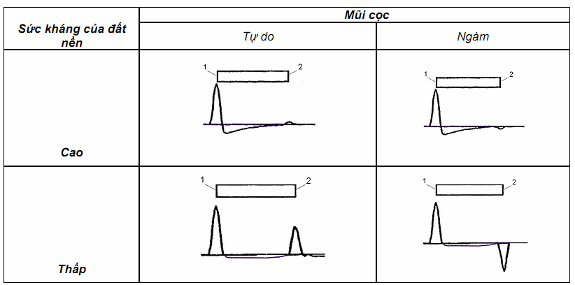 Sức kháng của đất nền
Mũi cọc
Tự do
Ngàm
Cao
1
2
1
2
Thấp
1
2
1
2